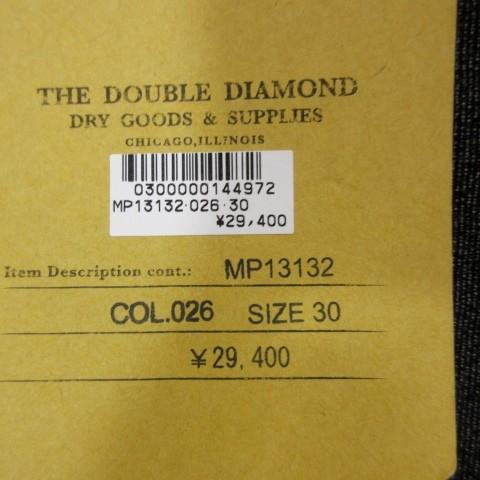 THE DOUBLE DIAMOND
DRY GOODS & SUPPLIES
CHICAGO, ILLINOIS
0300000144972
MP13132·026·30
¥29,400
Item Description cont.: MP13132
COL.026 SIZE 30
¥29,400